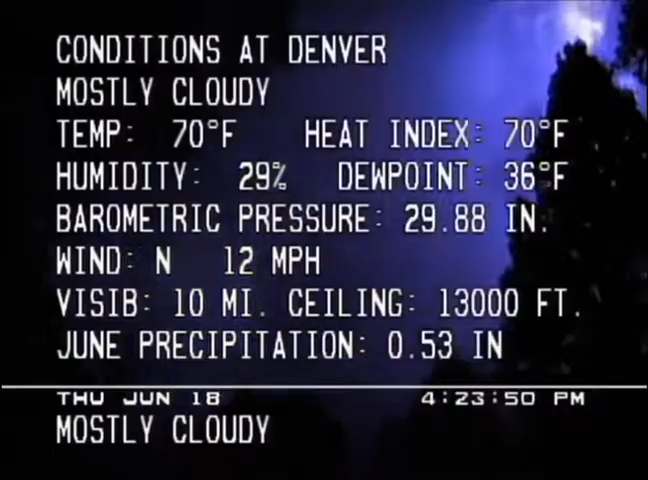 CONDITIONS AT DENVER
MOSTLY CLOUDY
TEMP: 70°F HEAT INDEX: 70°F
HUMIDITY: 29% DEWPOINT: 36°F
BAROMETRIC PRESSURE: 29.88 IN.
WIND: N 12 MPH
VISIB: 10 MI. CEILING: 13000 FT.
JUNE PRECIPITATION: 0.53 IN
THU JUN 18 4:23:50 PM
MOSTLY CLOUDY